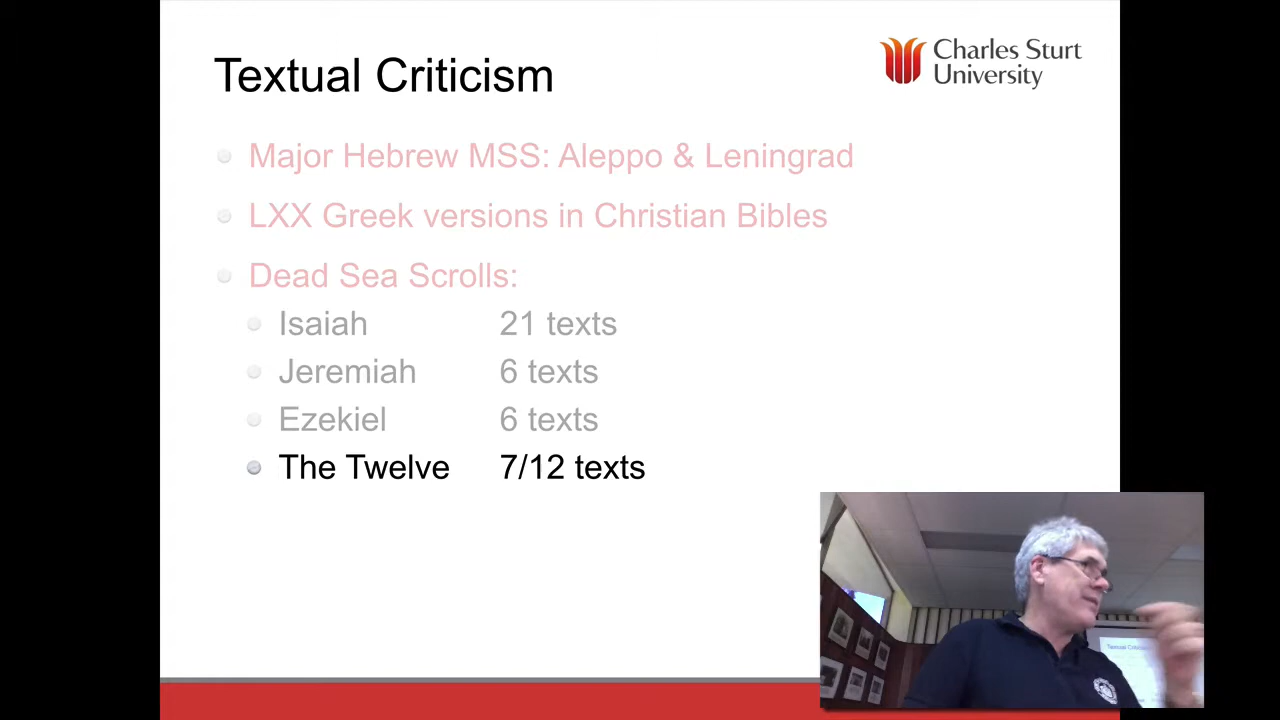 Textual Criticism
Charles Sturt
University
Major Hebrew MSS: Aleppo & Leningrad
LXX Greek versions in Christian Bibles
Dead Sea Scrolls:
Isaiah 21 texts
Jeremiah 6 texts
Ezekiel 6 texts
The Twelve 7/12 texts